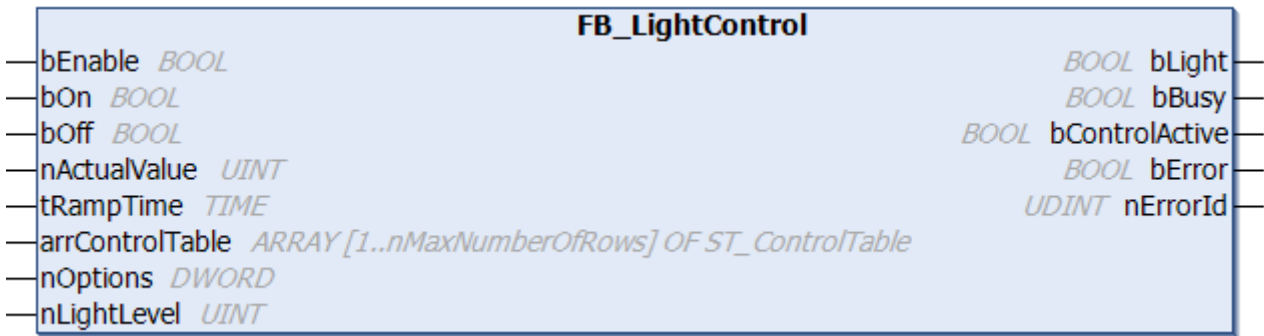 FB_LightControl
bEnable BOOL BOOL bLight
bOn BOOL BOOL bBusy
bOff BOOL BOOL bControlActive
nActualValue UINT BOOL bError
tRampTime TIME UDINT nErrorId
arrControlTable ARRAY [1..nMaxNumberOfRows] OF ST_ControlTable
nOptions DWORD
nLightLevel UINT